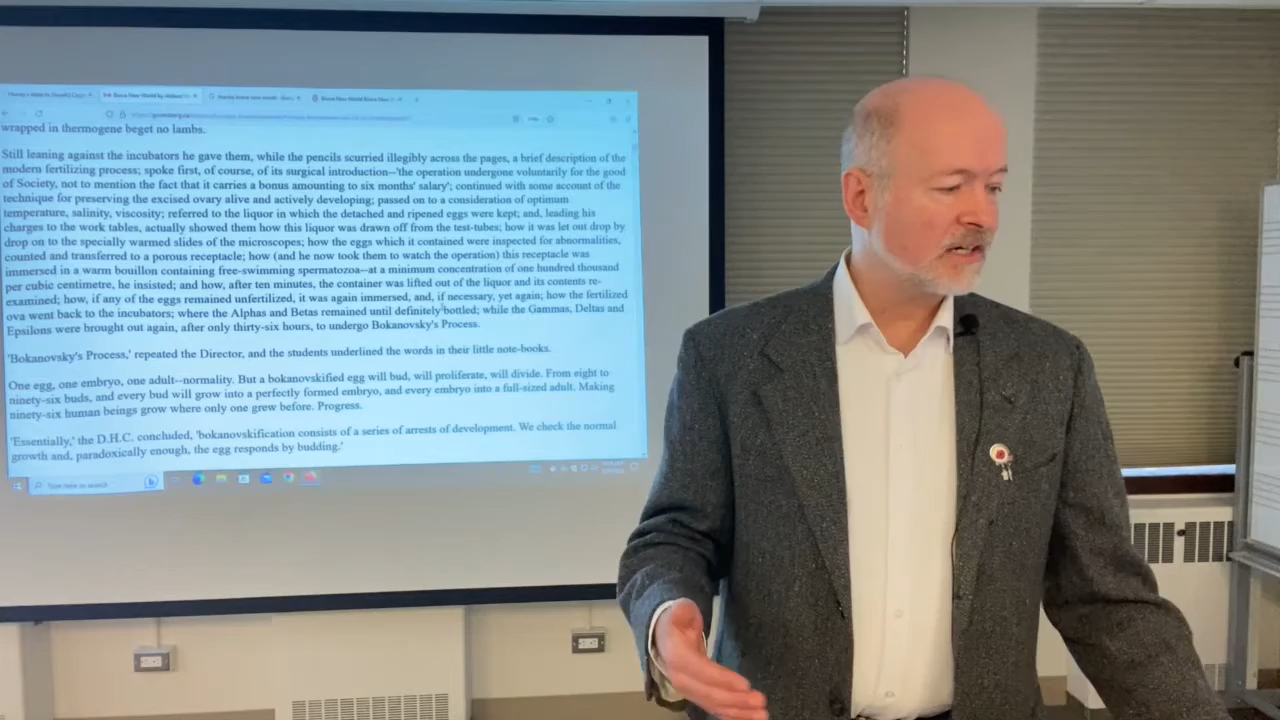 Brave New World by Aldous
wrapped in thermogene beget no lambs.
Still leaning against the incubators he gave them, while the pencils scurried illegibly across the pages, a brief description of the
modern fertilizing process; spoke first, of course, of its surgical introduction--'the operation undergone voluntarily for the good
of Society, not to mention the fact that it carries a bonus amounting to six months' salary'; continued with some account of the
technique for preserving the excised ovary alive and actively developing; passed on to a consideration of optimum
temperature, salinity, viscosity; referred to the liquor in which the detached and ripened eggs were kept; and, leading his
charges to the work tables, actually showed them how this liquor was drawn off from the test-tubes; how it was let out drop by
drop on to the specially warmed slides of the microscopes; how the eggs which it contained were inspected for abnormalities,
counted and transferred to a porous receptacle; how (and he now took them to watch the operation) this receptacle was
immersed in a warm bouillon containing free-swimming spermatozoa--at a minimum concentration of one hundred thousand
per cubic centimetre, he insisted; and how, after ten minutes, the container was lifted out of the liquor and its contents re-
examined; how, if any of the eggs remained unfertilized, it was again immersed, and, if necessary, yet again; how the fertilized
ova went back to the incubators; where the Alphas and Betas remained until definitely bottled; while the Gammas, Deltas and
Epsilons were brought out again, after only thirty-six hours, to undergo Bokanovsky's Process.
'Bokanovsky's Process,' repeated the Director, and the students underlined the words in their little note-books.
One egg, one embryo, one adult--normality. But a bokanovskified egg will bud, will proliferate, will divide. From eight to
ninety-six buds, and every bud will grow into a perfectly formed embryo, and every embryo into a full-sized adult. Making
ninety-six human beings grow where only one grew before. Progress.
'Essentially,' the D.H.C. concluded, 'bokanovskification consists of a series of arrests of development. We check the normal
growth and, paradoxically enough, the egg responds by budding.'
Type here to search